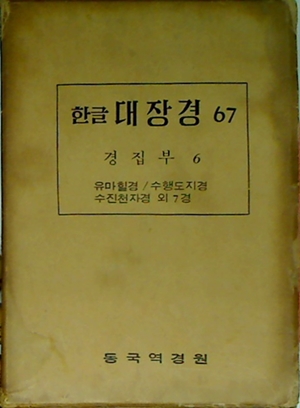 한글 대장경 67
경집부 6
유마힐경 / 수행도지경
수진천자경 외 7경
동국역경원